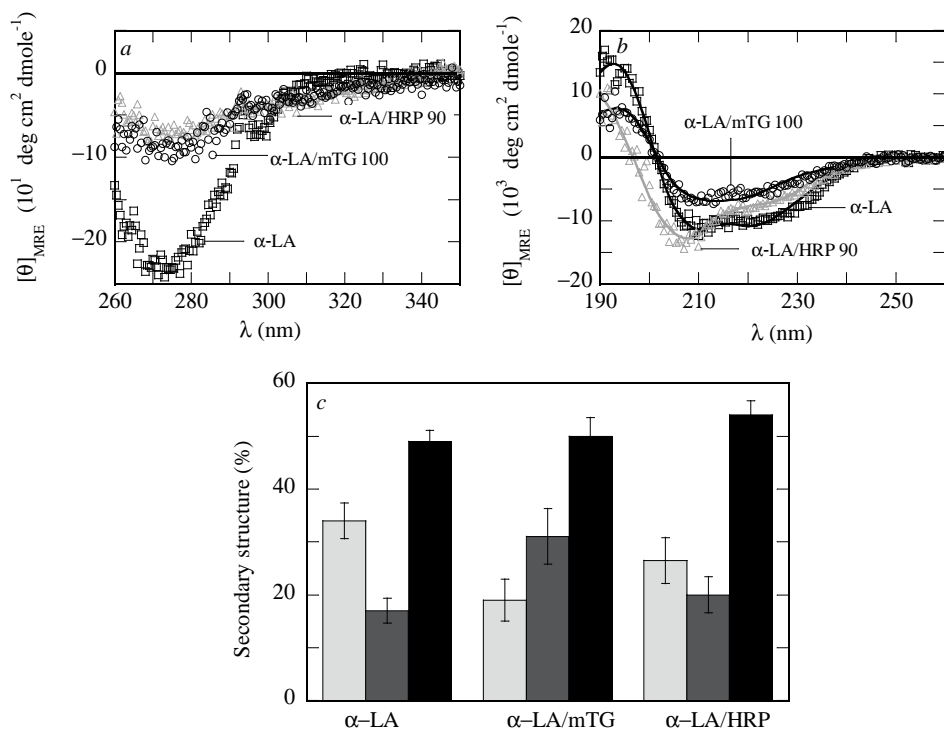 a
0
−10
−20
[θ]MRE (10¹ deg cm² dmole⁻¹)
α-LA/HRP 90
α-LA/mTG 100
α-LA
260 280 300 320 340
λ (nm)
b
20
10
0
−10
−20
[θ]MRE (10³ deg cm² dmole⁻¹)
α-LA/mTG 100
α-LA
α-LA/HRP 90
190 210 230 250
λ (nm)
c
60
40
20
0
Secondary structure (%)
α–LA α–LA/mTG α–LA/HRP